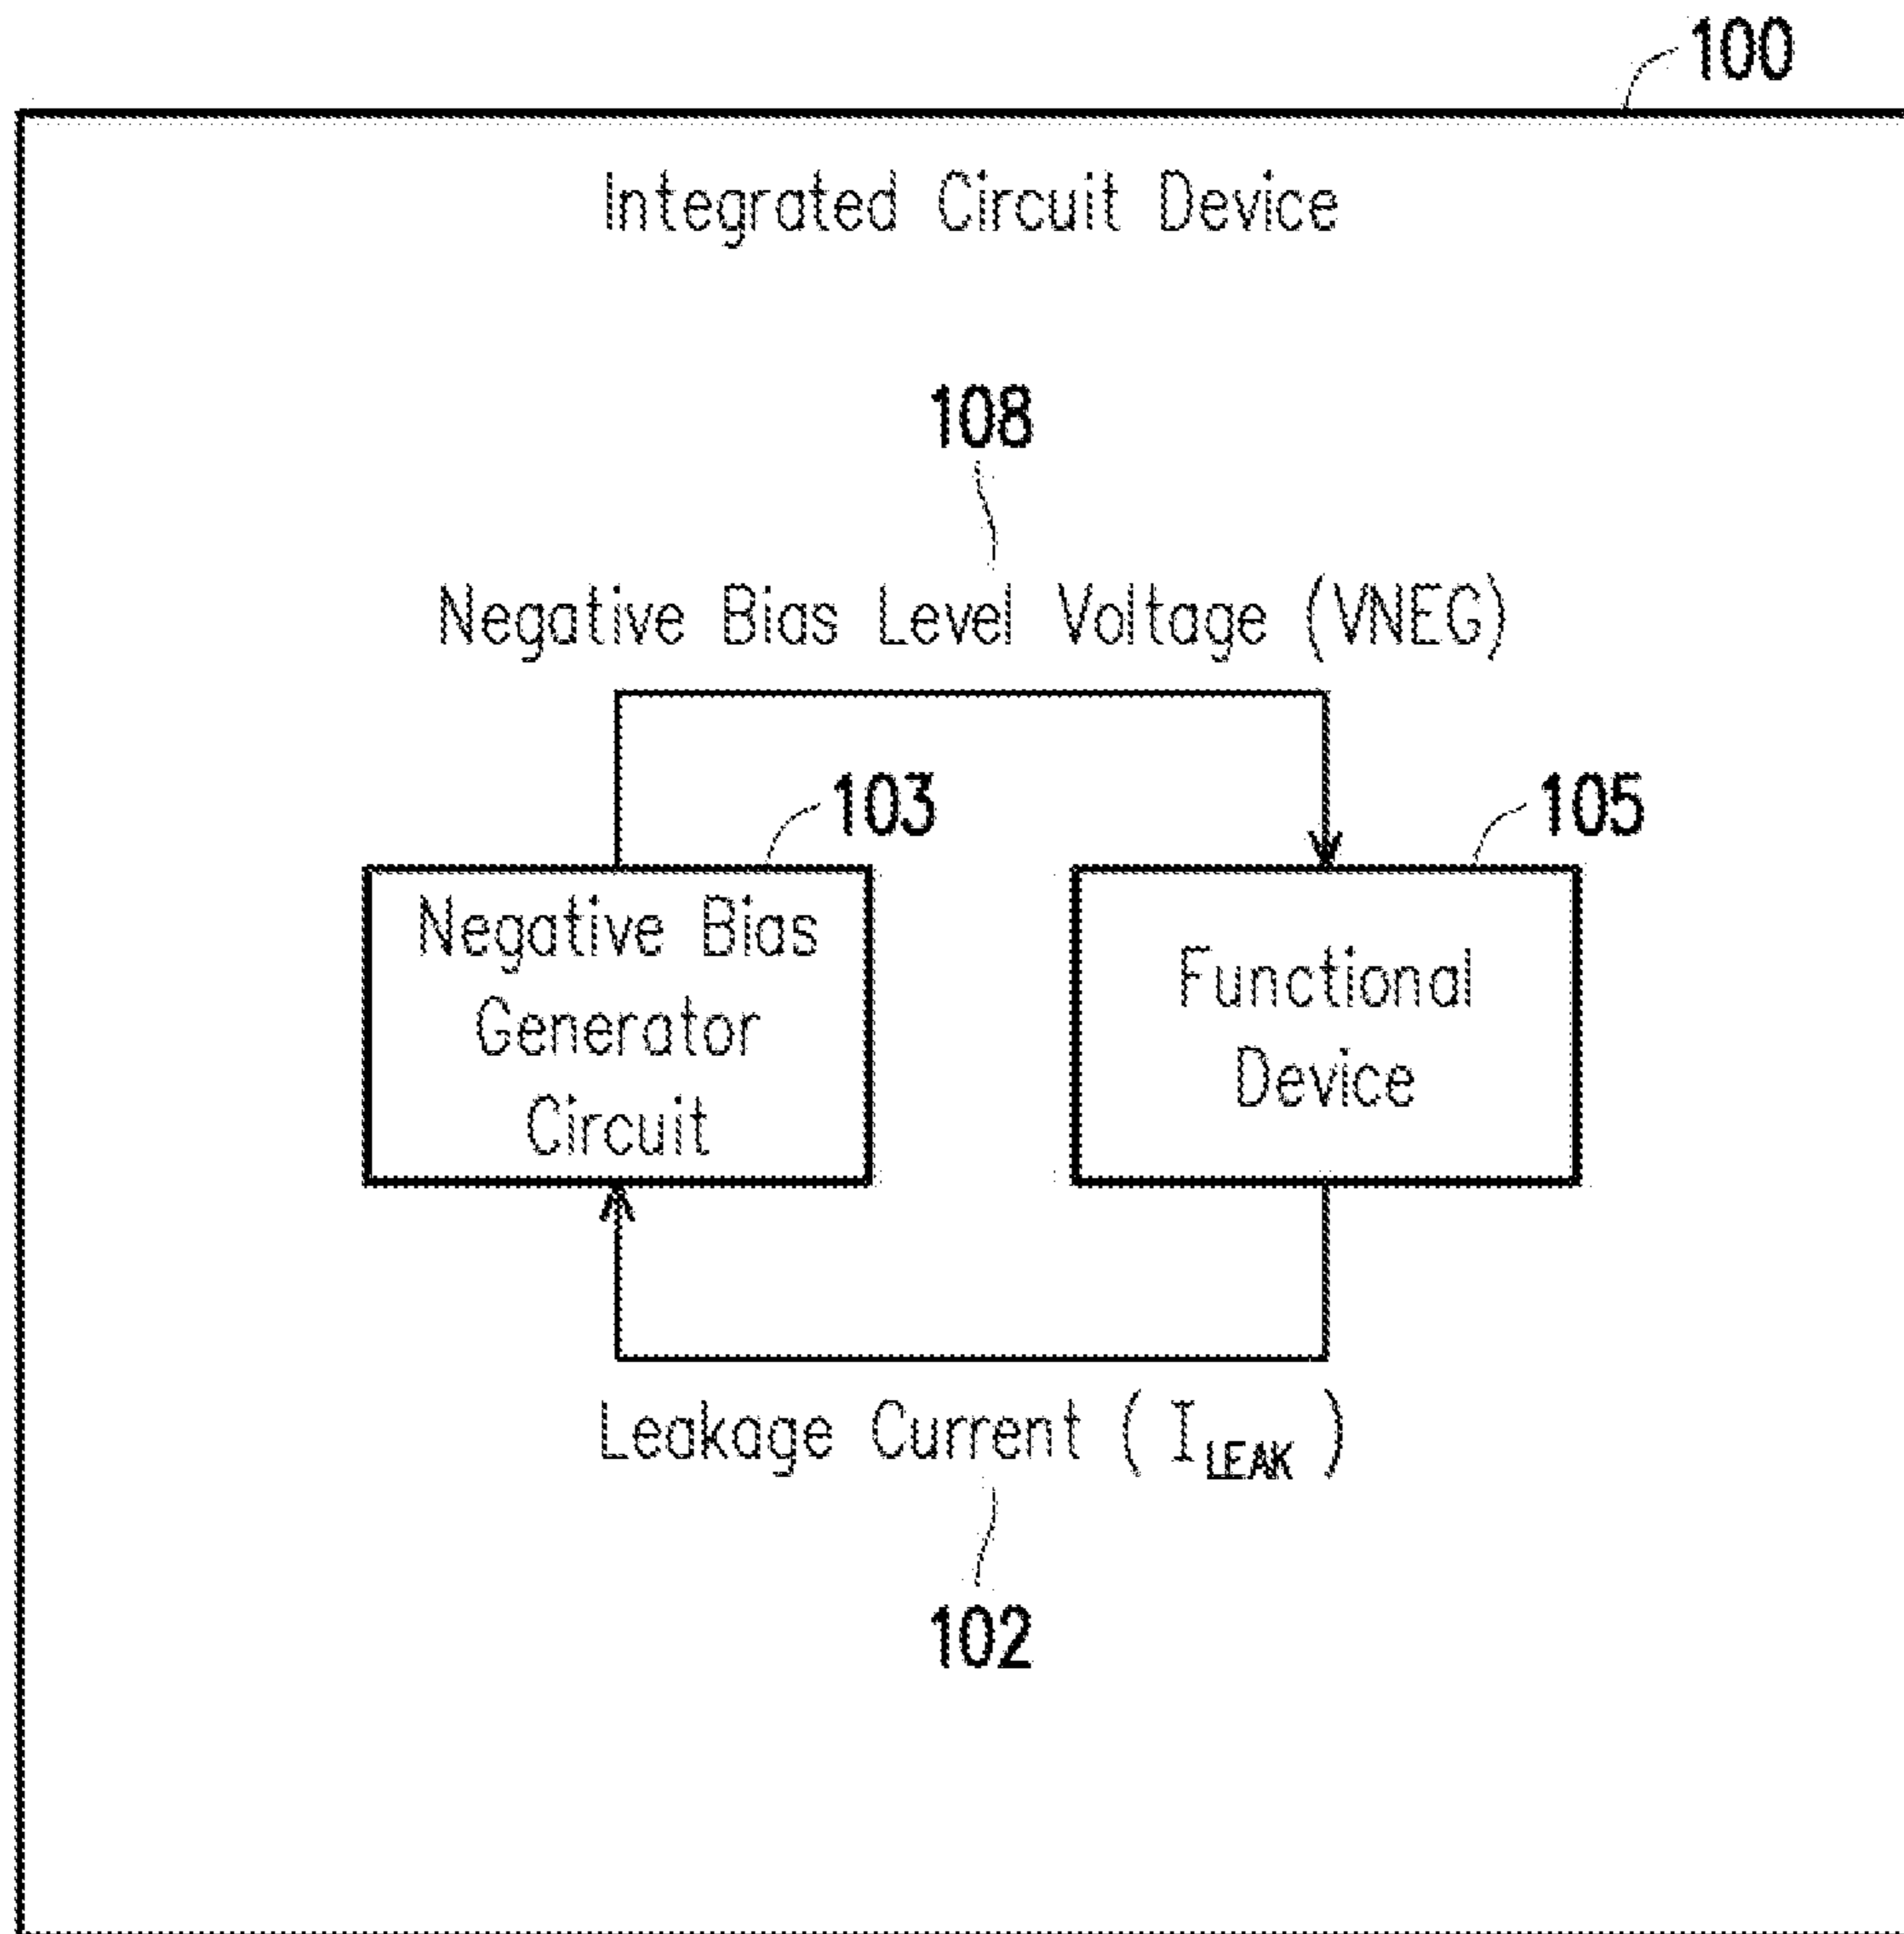 100
Integrated Circuit Device
108
Negative Bias Level Voltage (VNEG)
103
105
Negative Bias
Generator
Circuit
Functional
Device
Leakage Current ( I_LEAK )
102